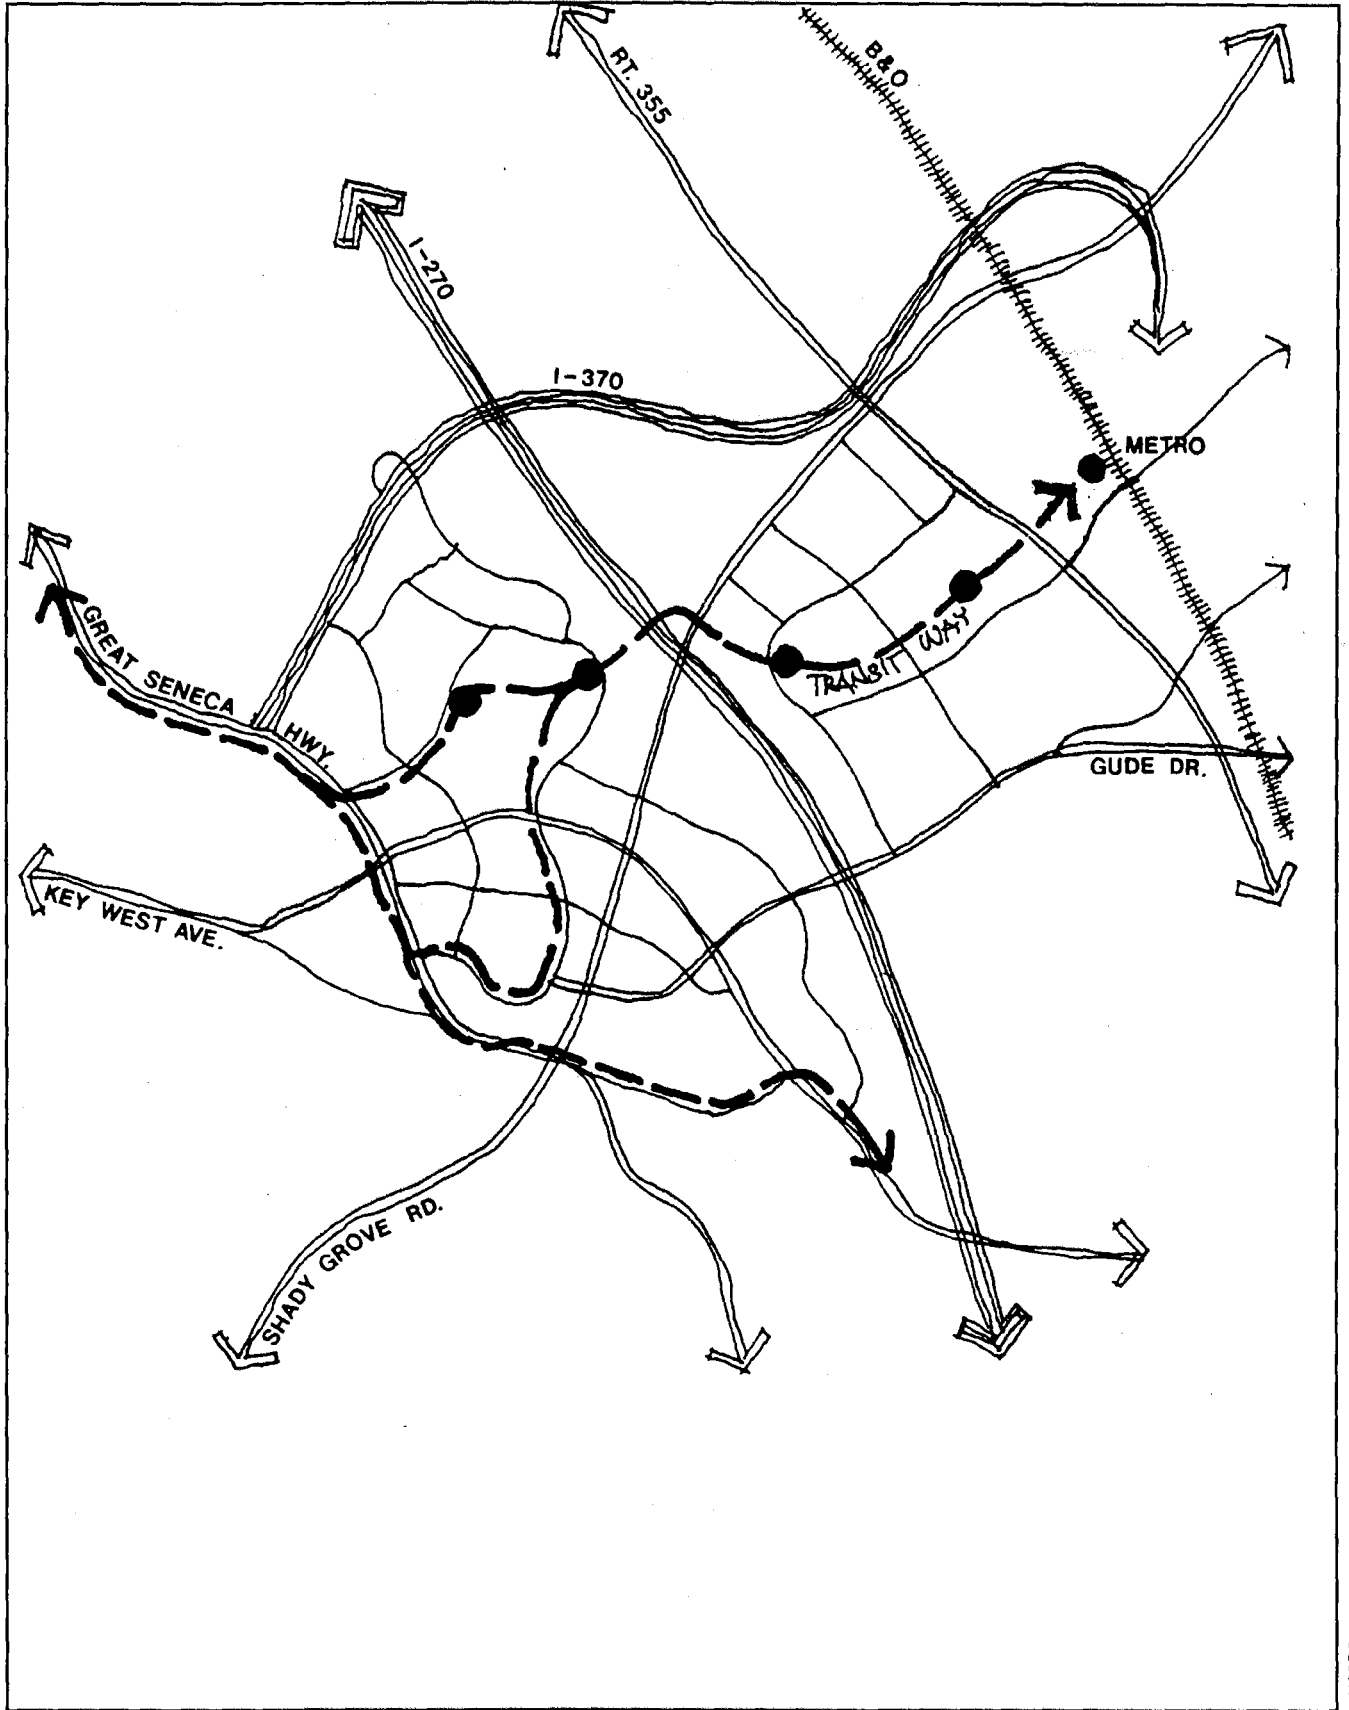 B&O
RT. 355
I-270
I-370
METRO
GREAT SENECA HWY.
TRANSIT WAY
GUDE DR.
KEY WEST AVE.
SHADY GROVE RD.